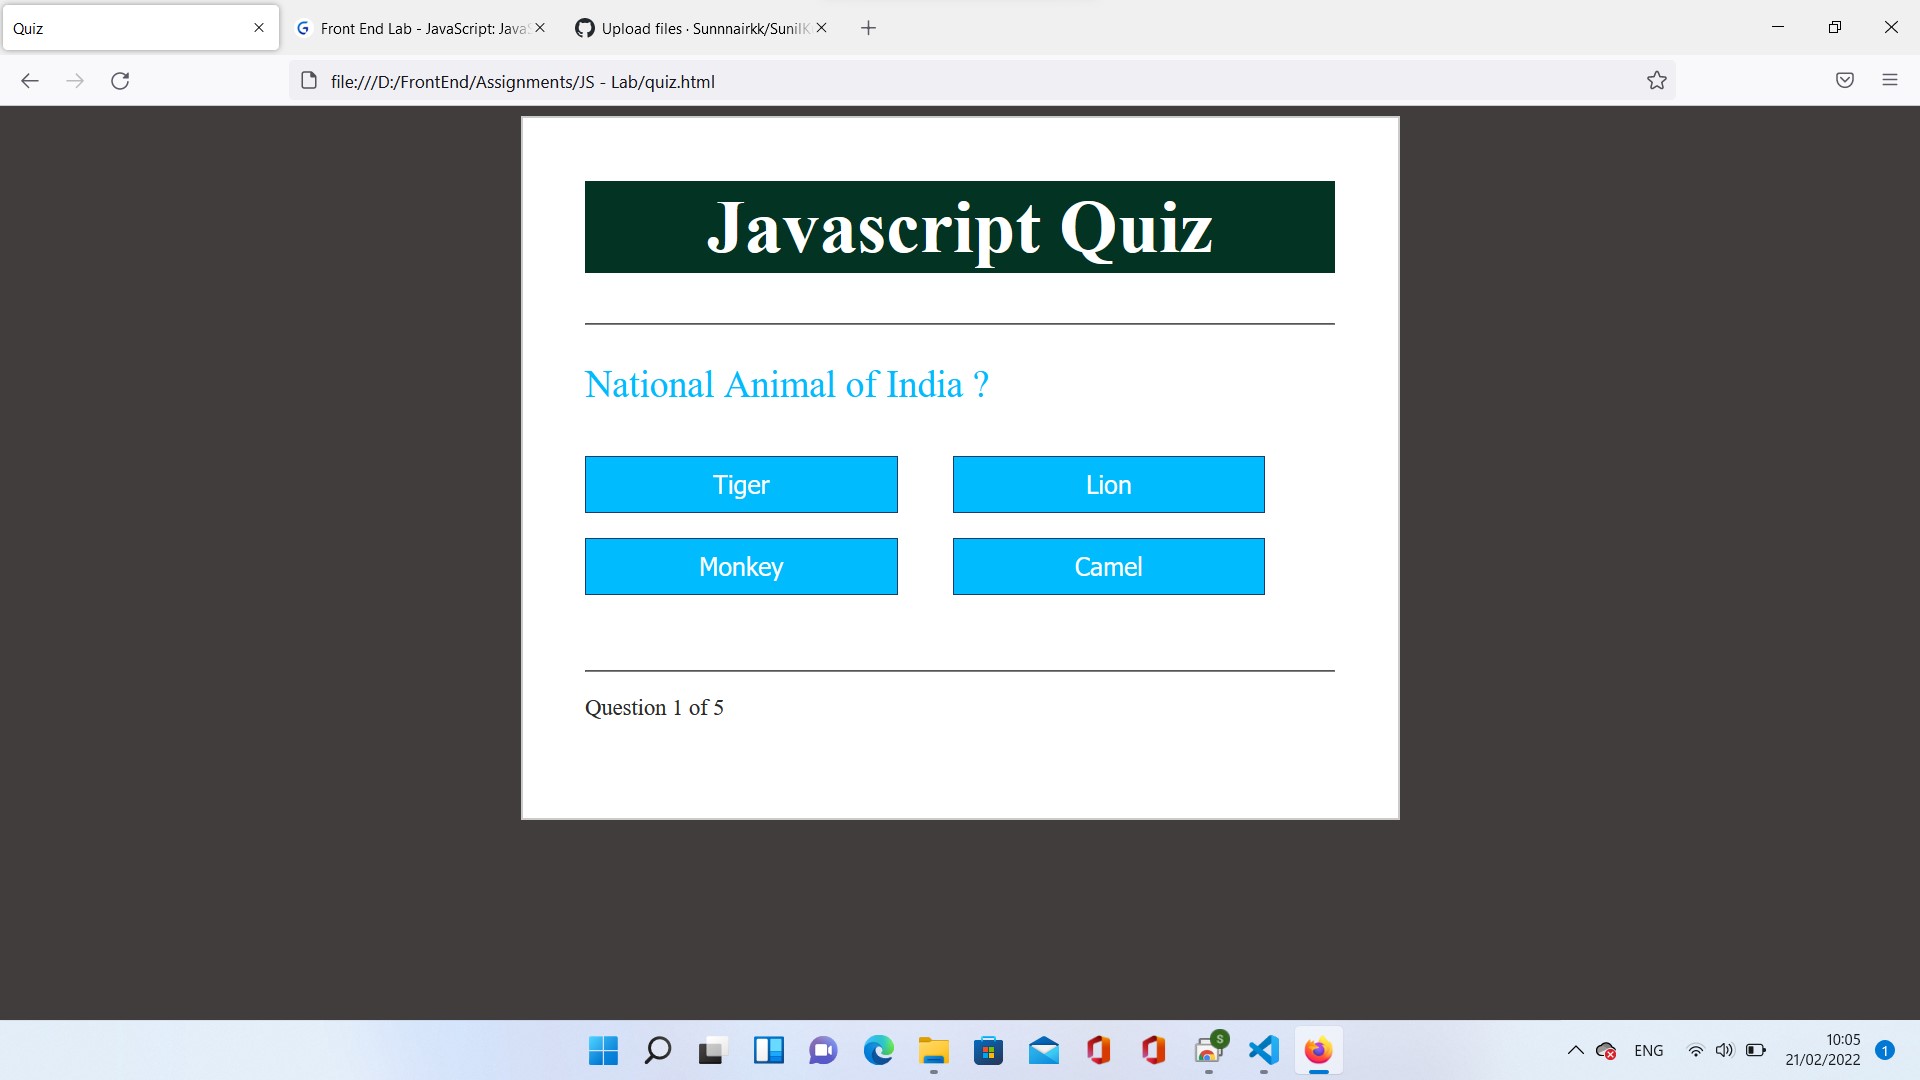 Quiz
Front End Lab - JavaScript: Java
Upload files · Sunnnairkk/Sunil
file:///D:/FrontEnd/Assignments/JS - Lab/quiz.html
Javascript Quiz
National Animal of India ?
Tiger
Lion
Monkey
Camel
Question 1 of 5
S
ENG
10:05
21/02/2022
1